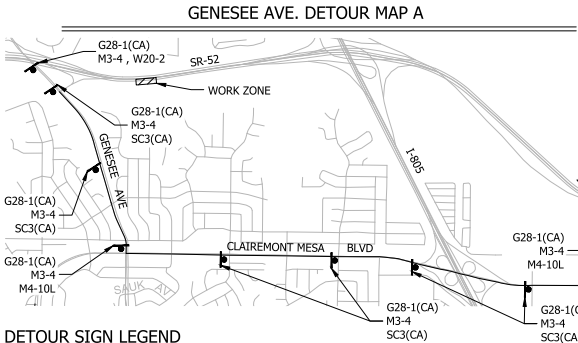 GENESEE AVE. DETOUR MAP A
G28-1(CA)
M3-4 , W20-2
SR-52
WORK ZONE
G28-1(CA)
M3-4
SC3(CA)
GENESEE AVE
I-805
G28-1(CA)
M3-4
SC3(CA)
G28-1(CA)
M3-4
M4-10L
CLAIREMONT MESA BLVD
G28-1(CA)
M3-4
M4-10L
SAUK AV
G28-1(CA)
M3-4
SC3(CA)
G28-1(C
M3-4
SC3(CA
DETOUR SIGN LEGEND